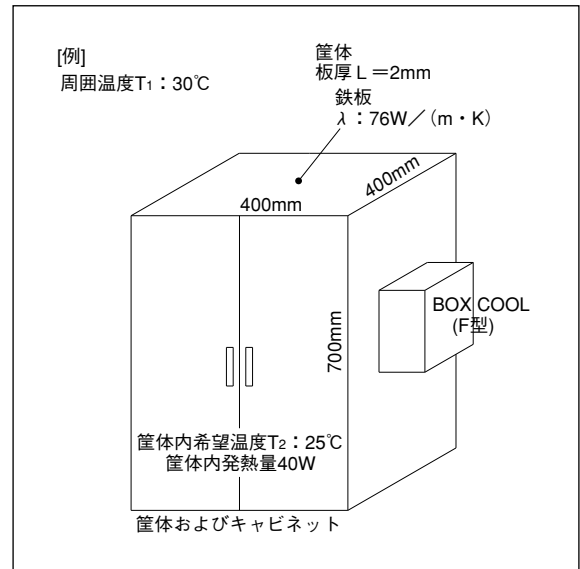 [例]
周囲温度T₁：30℃
筐体
板厚L＝2mm
鉄板
λ：76W／(m・K)
400mm
400mm
700mm
BOX COOL
(F型)
筐体内希望温度T₂：25℃
筐体内発熱量40W
筐体およびキャビネット